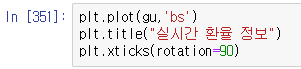 In [351]: plt.plot(gu,'bs')
plt.title("실시간 환율 정보")
plt.xticks(rotation=90)